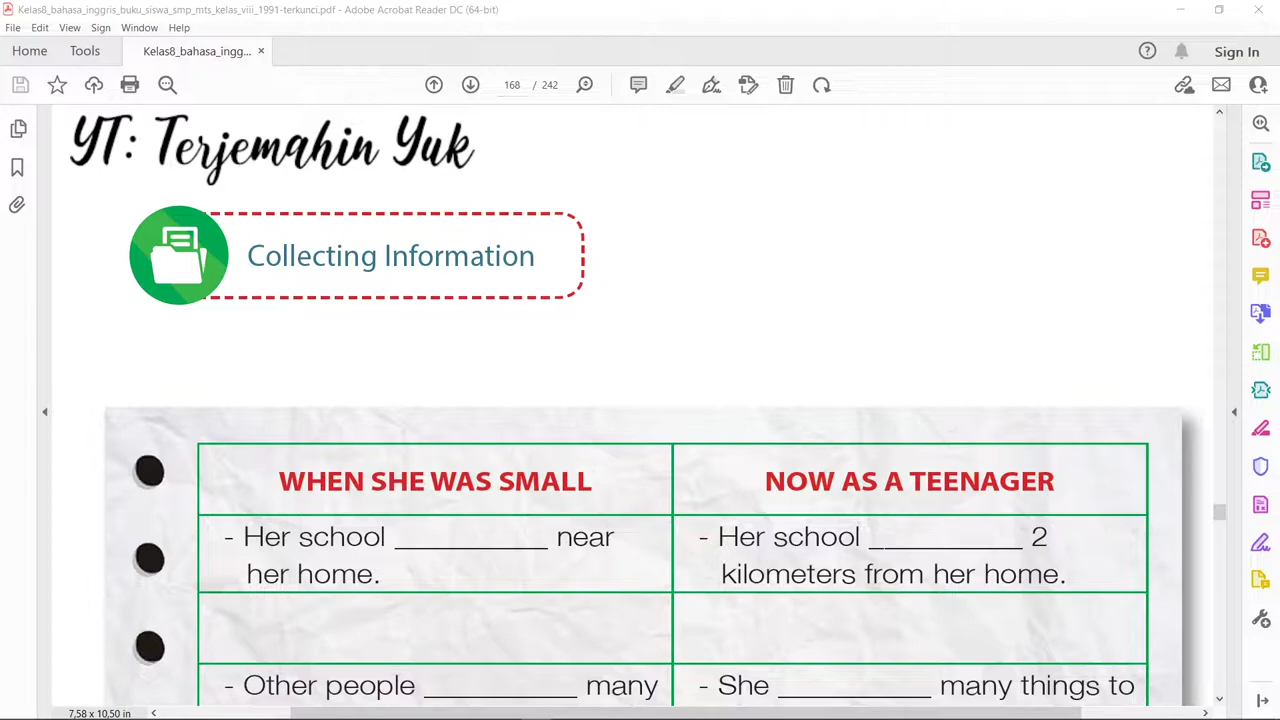 Kelas8_bahasa_inggris_buku_siswa_smp_mts_kelas_viii_1991-terkunci.pdf - Adobe Acrobat Reader DC (64-bit)
File Edit View Sign Window Help
Home Tools Kelas8_bahasa_ingg... × Sign In
168 / 242
YT: Terjemahin Yuk
Collecting Information
WHEN SHE WAS SMALL NOW AS A TEENAGER
- Her school __________ near - Her school __________ 2
her home. kilometers from her home.
- Other people __________ many - She __________ many things to
7,58 x 10,50 in